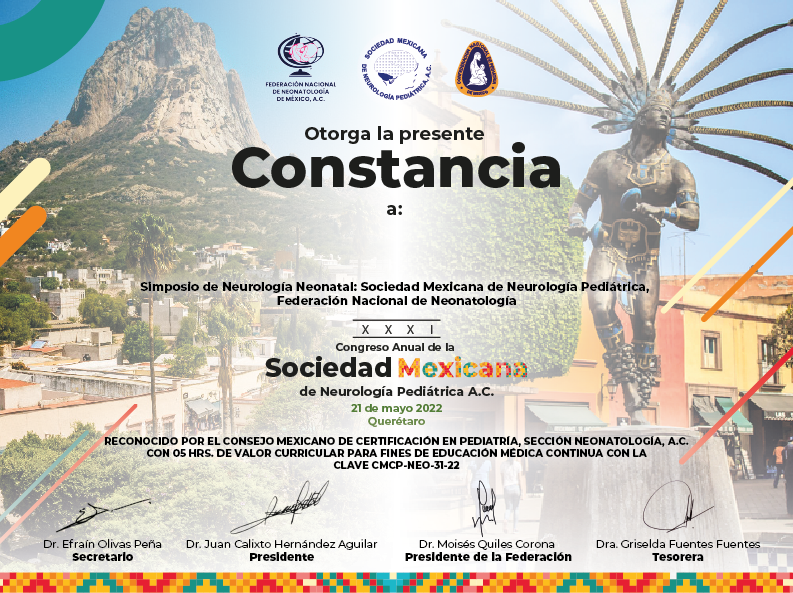 FEDERACIÓN NACIONAL
DE NEONATOLOGÍA
DE MÉXICO, A.C.
SOCIEDAD MEXICANA
DE NEUROLOGÍA PEDIÁTRICA, A.C.
Otorga la presente
Constancia
a:
Simposio de Neurología Neonatal: Sociedad Mexicana de Neurología Pediátrica,
Federación Nacional de Neonatología
X X X I
Congreso Anual de la
Sociedad Mexicana
de Neurología Pediátrica A.C.
21 de mayo 2022
Querétaro
RECONOCIDO POR EL CONSEJO MEXICANO DE CERTIFICACIÓN EN PEDIATRÍA, SECCIÓN NEONATOLOGÍA, A.C.
CON 05 HRS. DE VALOR CURRICULAR PARA FINES DE EDUCACIÓN MÉDICA CONTINUA CON LA
CLAVE CMCP-NEO-31-22
Dr. Efraín Olivas Peña
Secretario
Dr. Juan Calixto Hernández Aguilar
Presidente
Dr. Moisés Quiles Corona
Presidente de la Federación
Dra. Griselda Fuentes Fuentes
Tesorera